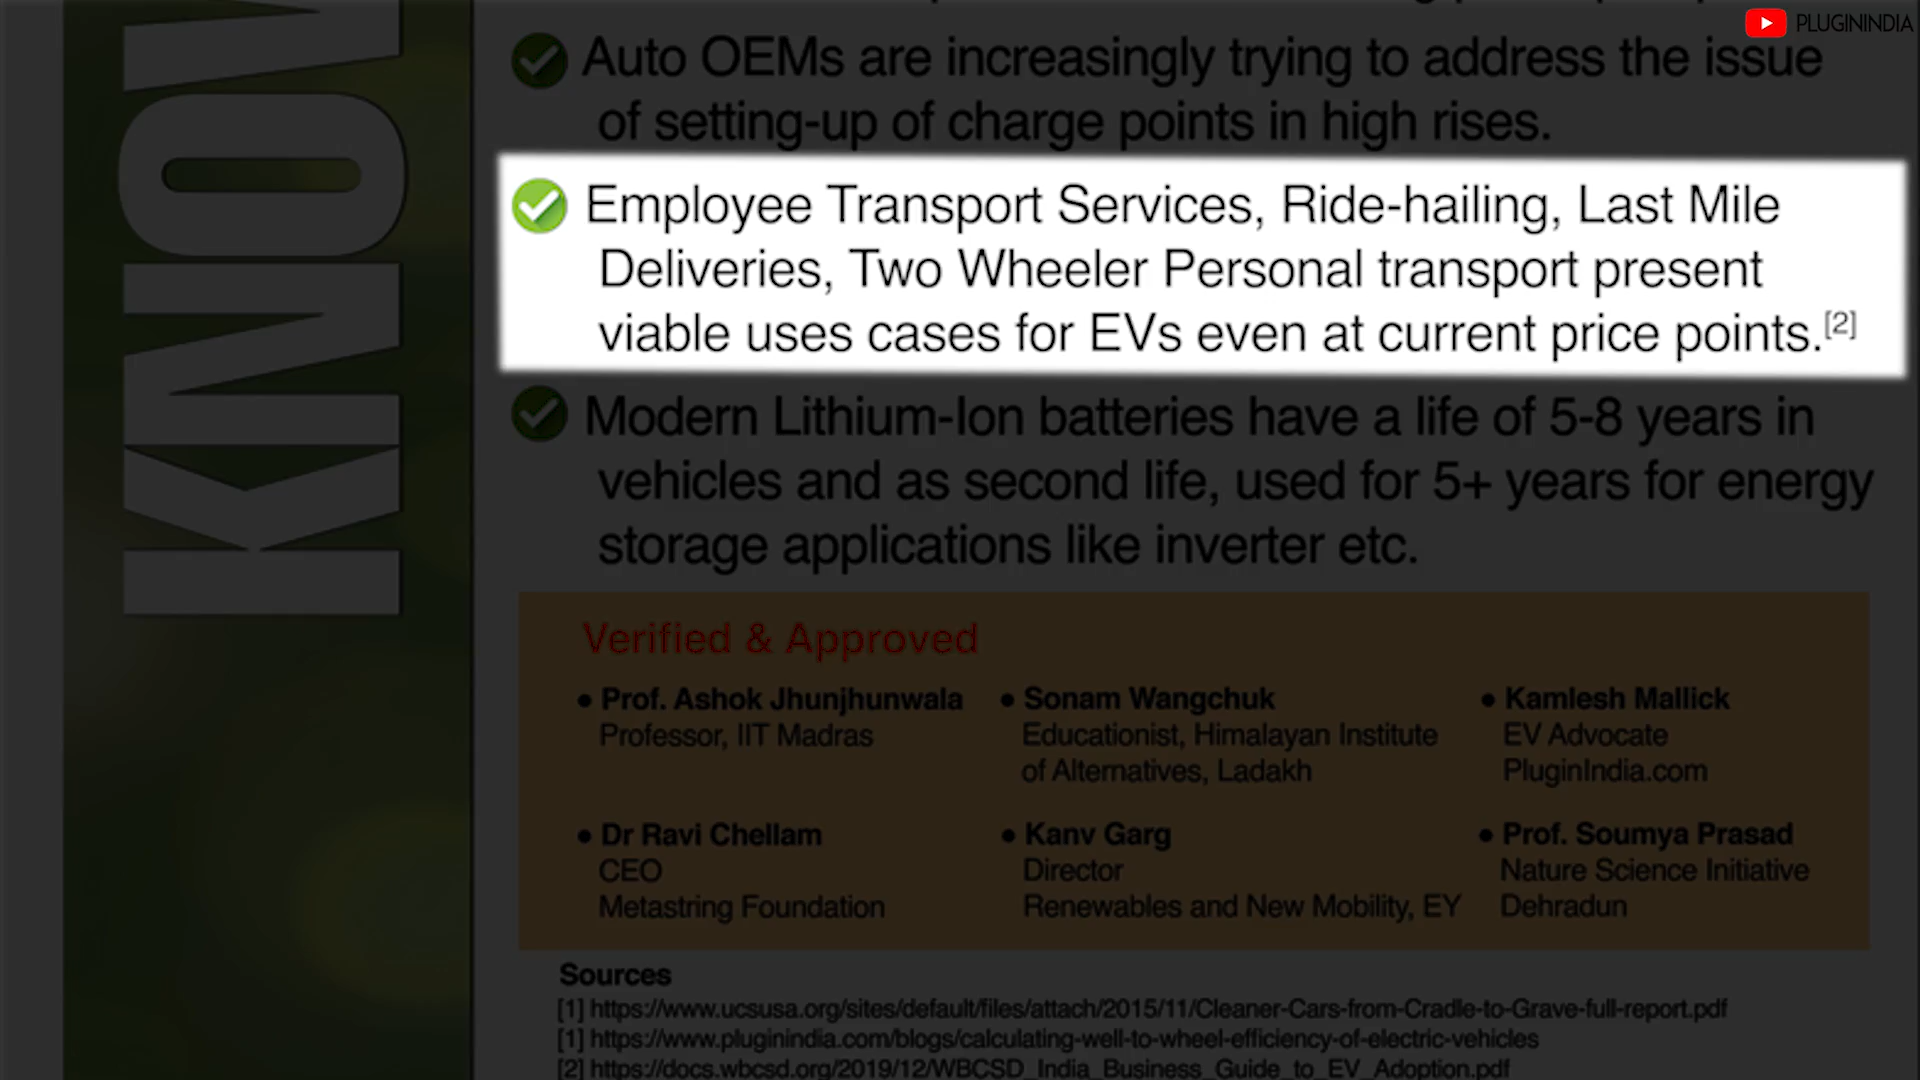 PLUGININDIA
Auto OEMs are increasingly trying to address the issue
of setting-up of charge points in high rises.
Employee Transport Services, Ride-hailing, Last Mile
Deliveries, Two Wheeler Personal transport present
viable uses cases for EVs even at current price points.[2]
Modern Lithium-Ion batteries have a life of 5-8 years in
vehicles and as second life, used for 5+ years for energy
storage applications like inverter etc.
KNOW
Verified & Approved
• Prof. Ashok Jhunjhunwala
Professor, IIT Madras
• Sonam Wangchuk
Educationist, Himalayan Institute
of Alternatives, Ladakh
• Kamlesh Mallick
EV Advocate
PluginIndia.com
• Dr Ravi Chellam
CEO
Metastring Foundation
• Kanv Garg
Director
Renewables and New Mobility, EY
• Prof. Soumya Prasad
Nature Science Initiative
Dehradun
Sources
[1] https://www.ucsusa.org/sites/default/files/attach/2015/11/Cleaner-Cars-from-Cradle-to-Grave-full-report.pdf
[1] https://www.pluginindia.com/blogs/calculating-well-to-wheel-efficiency-of-electric-vehicles
[2] https://docs.wbcsd.org/2019/12/WBCSD_India_Business_Guide_to_EV_Adoption.pdf